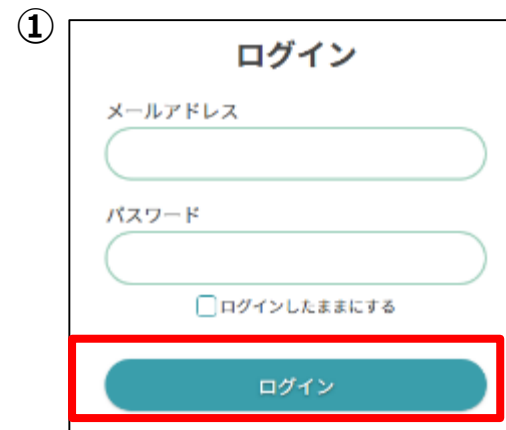 ①
ログイン
メールアドレス
パスワード
ログインしたままにする
ログイン